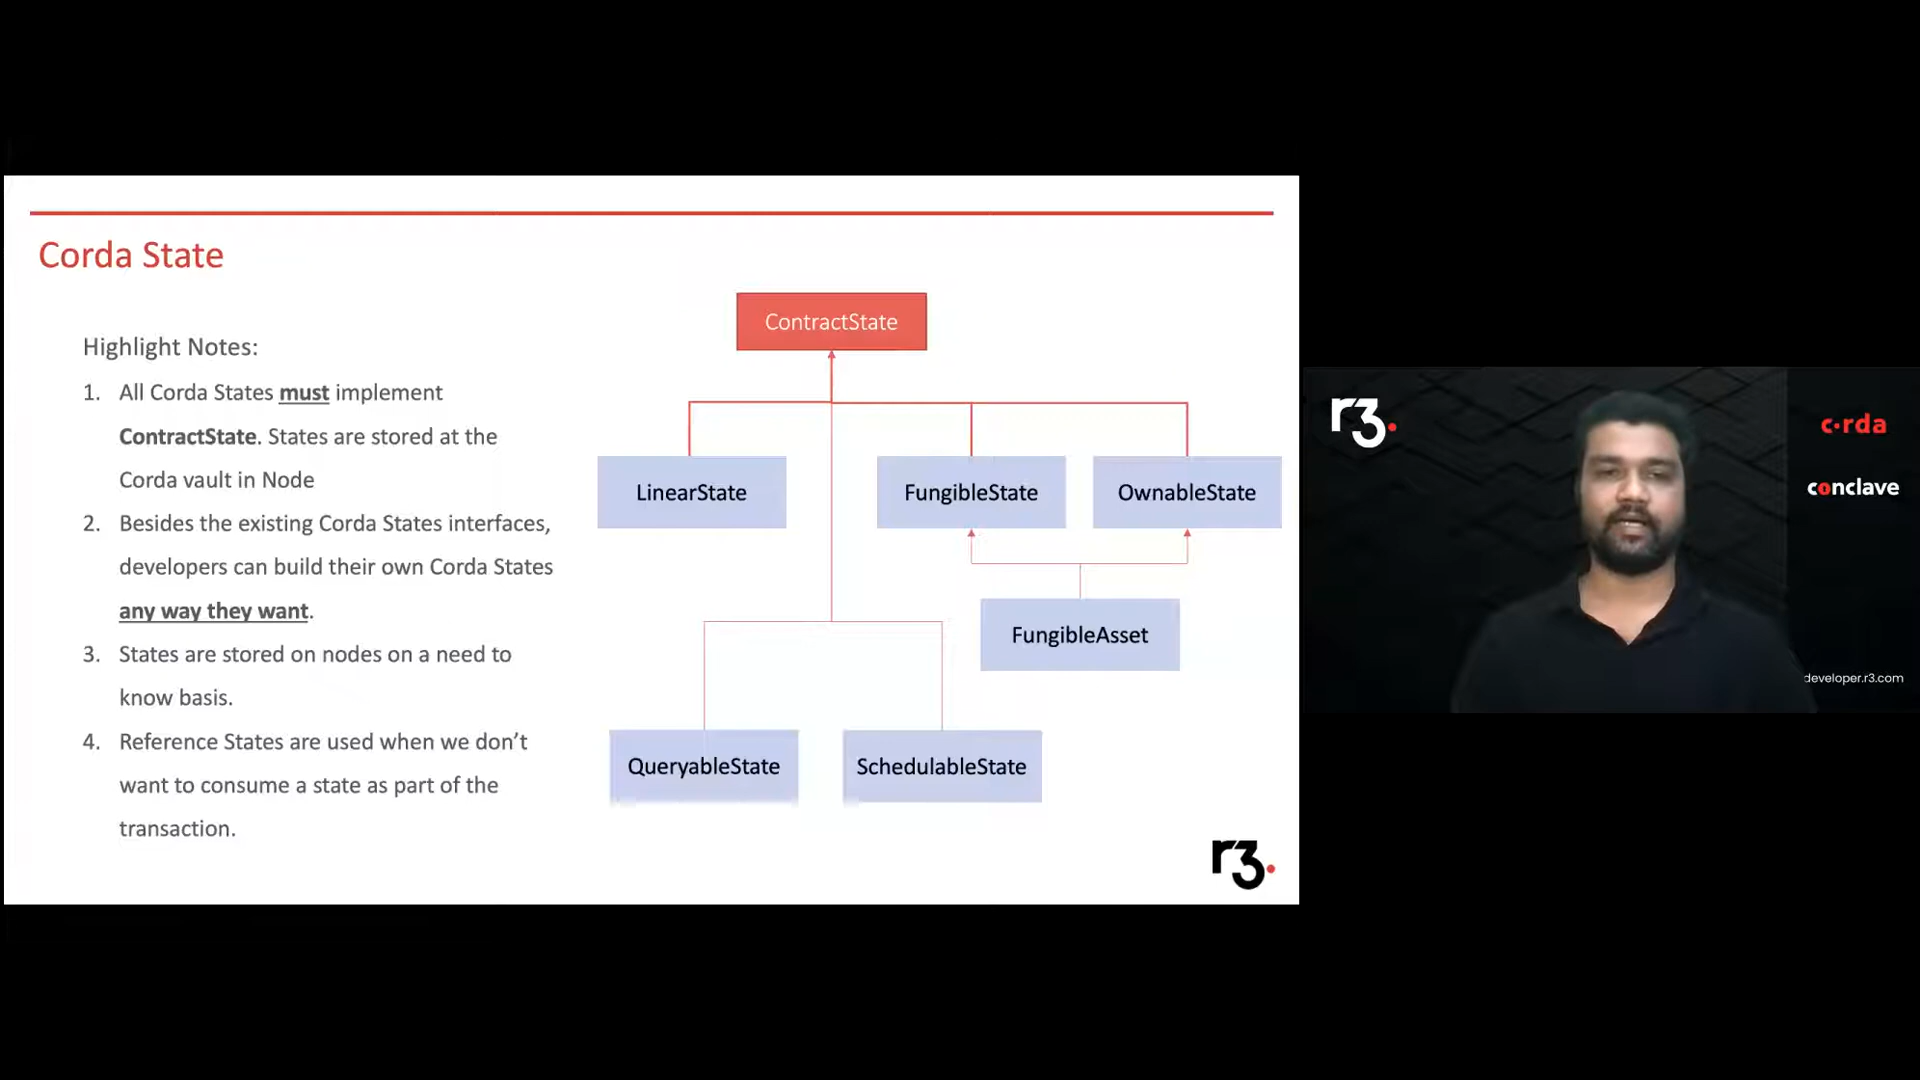 Corda State
Highlight Notes:
1. All Corda States must implement
ContractState. States are stored at the
Corda vault in Node
2. Besides the existing Corda States interfaces,
developers can build their own Corda States
any way they want.
3. States are stored on nodes on a need to
know basis.
4. Reference States are used when we don’t
want to consume a state as part of the
transaction.
ContractState
LinearState
FungibleState
OwnableState
FungibleAsset
QueryableState
SchedulableState
r3.
r3.
c·rda
conclave
developer.r3.com